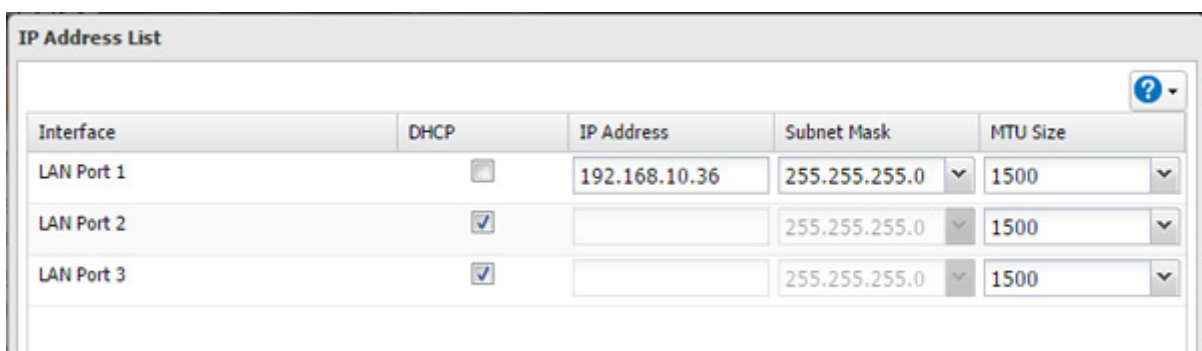 IP Address List
Interface DHCP IP Address Subnet Mask MTU Size
LAN Port 1 192.168.10.36 255.255.255.0 1500
LAN Port 2 255.255.255.0 1500
LAN Port 3 255.255.255.0 1500